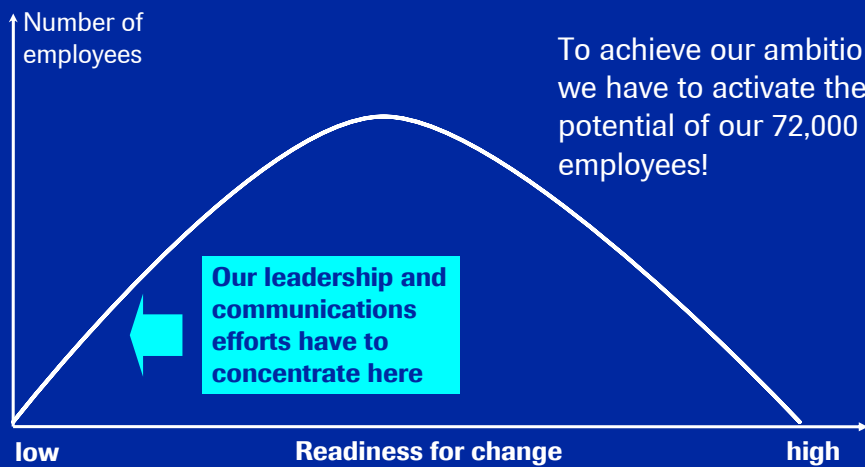 Number of
employees
To achieve our ambitio
we have to activate the
potential of our 72,000
employees!
Our leadership and
communications
efforts have to
concentrate here
low Readiness for change high